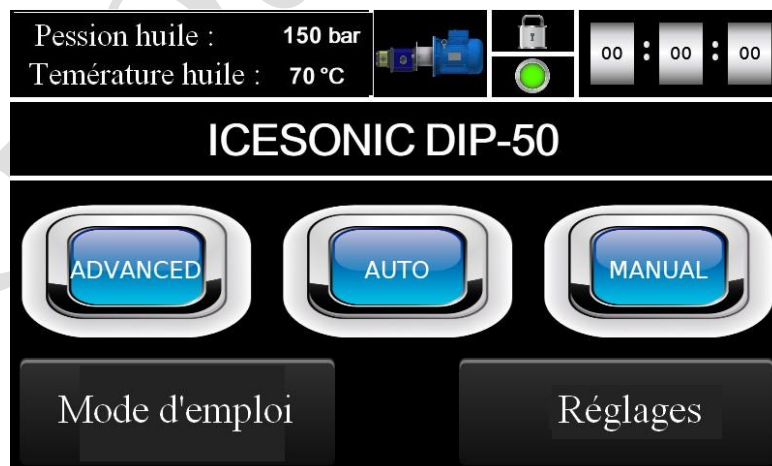 Pession huile : 150 bar
Temérature huile : 70 °C
00 : 00 : 00
ICESONIC DIP-50
ADVANCED
AUTO
MANUAL
Mode d'emploi
Réglages